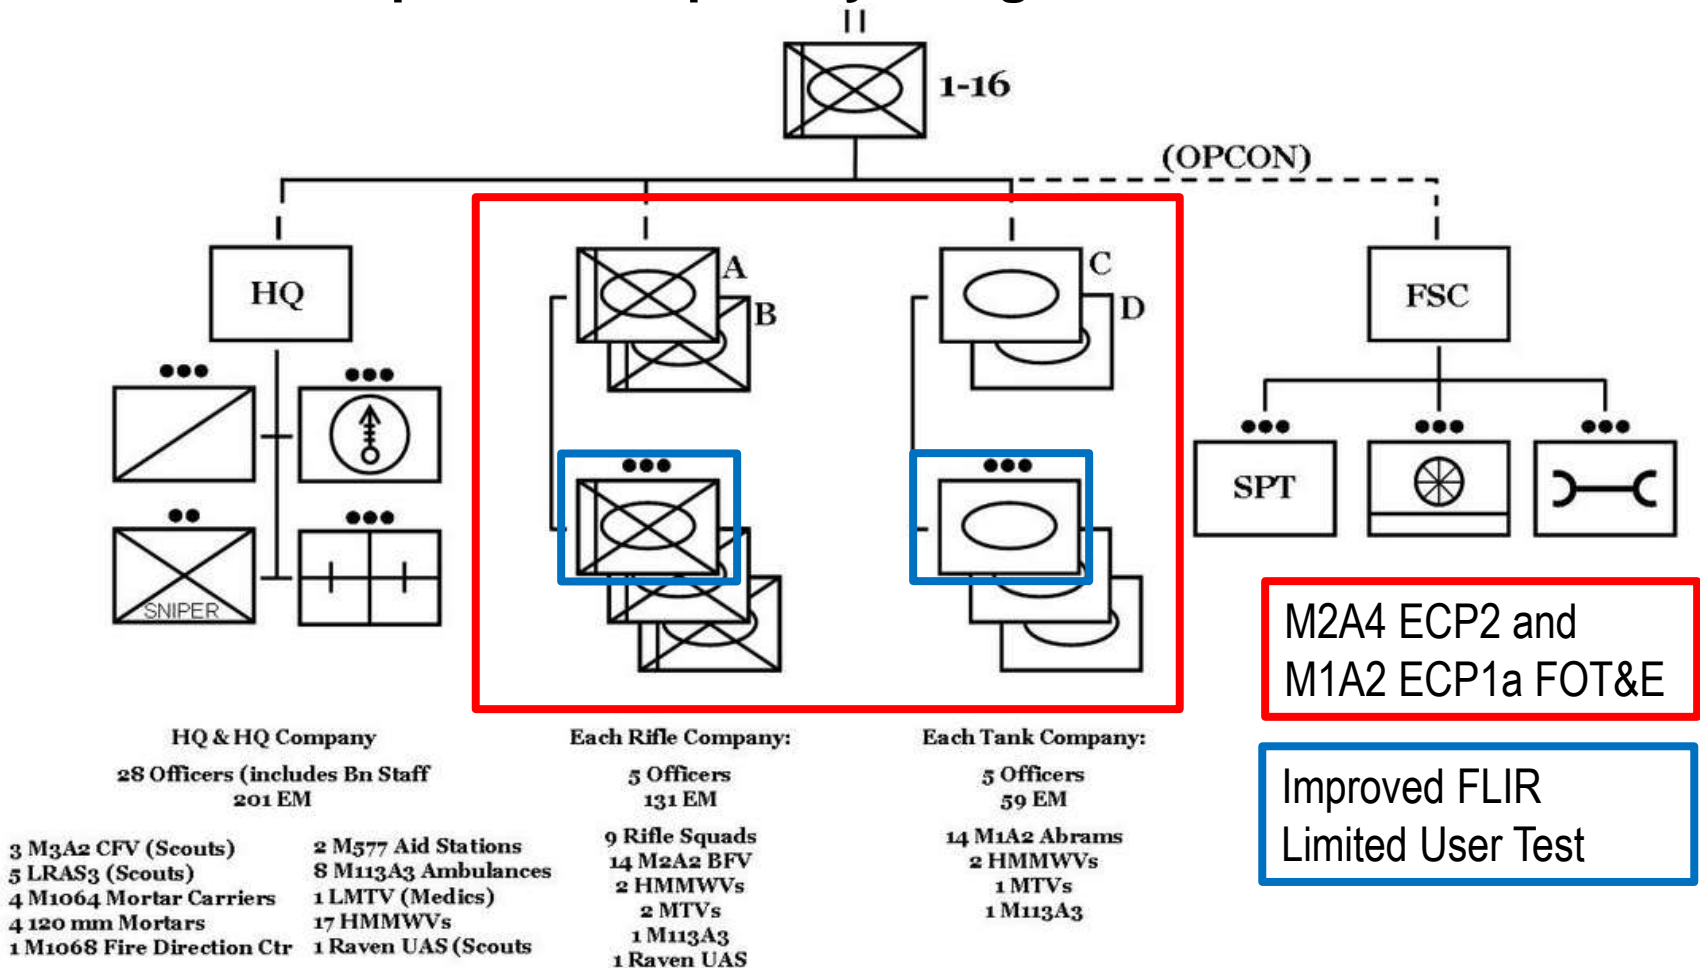 1-16
(OPCON)
HQ
A
B
C
D
FSC
SNIPER
SPT
M2A4 ECP2 and
M1A2 ECP1a FOT&E
Improved FLIR
Limited User Test
HQ & HQ Company
28 Officers (includes Bn Staff
201 EM
3 M3A2 CFV (Scouts)
5 LRAS3 (Scouts)
4 M1064 Mortar Carriers
4 120 mm Mortars
1 M1068 Fire Direction Ctr
2 M577 Aid Stations
8 M113A3 Ambulances
1 LMTV (Medics)
17 HMMWVs
1 Raven UAS (Scouts
Each Rifle Company:
5 Officers
131 EM
9 Rifle Squads
14 M2A2 BFV
2 HMMWVs
2 MTVs
1 M113A3
1 Raven UAS
Each Tank Company:
5 Officers
59 EM
14 M1A2 Abrams
2 HMMWVs
1 MTVs
1 M113A3